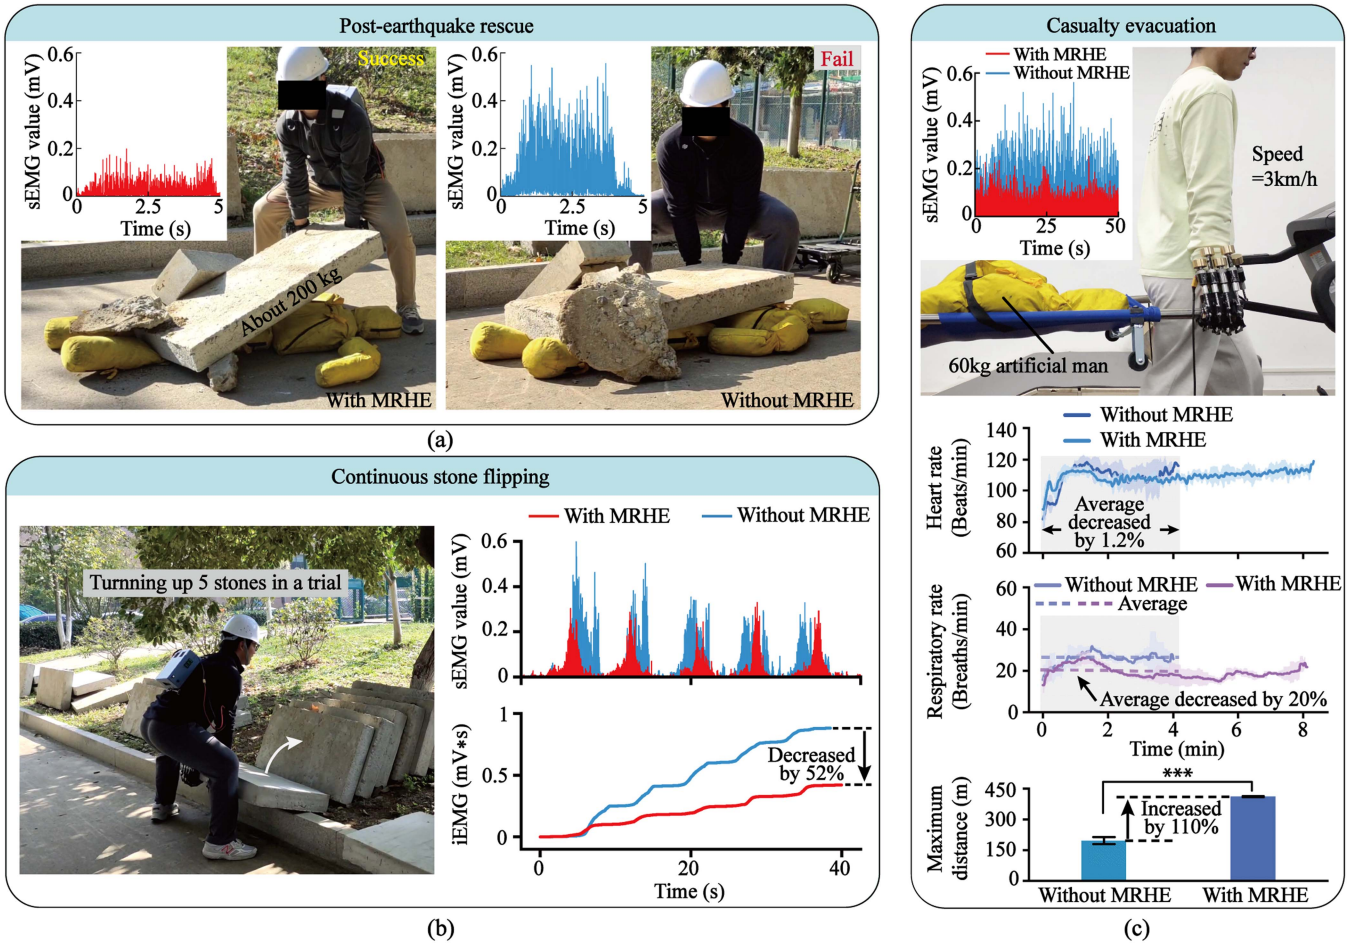 Post-earthquake rescue
0.6
0.4
0.2
0
sEMG value (mV)
0
2.5
5
Time (s)
Success
About 200 kg
With MRHE
0.6
0.4
0.2
0
sEMG value (mV)
0
2.5
5
Time (s)
Fail
Without MRHE
(a)
Continuous stone flipping
Turnning up 5 stones in a trial
With MRHE
Without MRHE
0.6
0.4
0.2
0
sEMG value (mV)
1
0.5
0
iEMG (mV*s)
Decreased
by 52%
0
20
40
Time (s)
(b)
Casualty evacuation
With MRHE
Without MRHE
0.6
0.4
0.2
0
sEMG value (mV)
0
25
50
Time (s)
Speed
=3km/h
60kg artificial man
Without MRHE
With MRHE
140
120
100
80
60
Heart rate
(Beats/min)
Average
decreased
by 1.2%
60
40
20
0
Respiratory rate
(Breaths/min)
Without MRHE
With MRHE
Average
Average decreased by 20%
0
2
4
6
8
Time (min)
450
300
150
0
Maximum
distance (m)
***
Increased
by 110%
Without MRHE
With MRHE
(c)